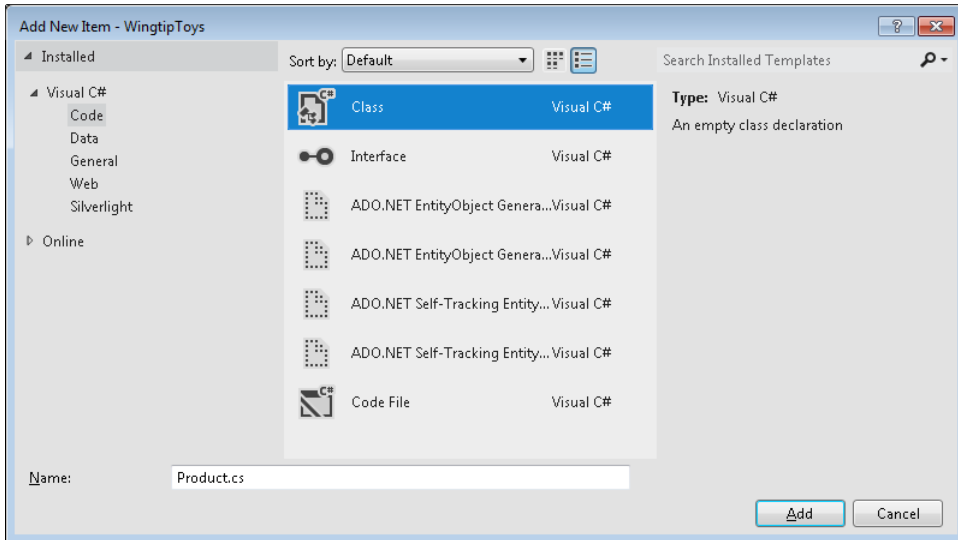 Add New Item - WingtipToys
Installed
Visual C#
Code
Data
General
Web
Silverlight
Online
Sort by: Default
C# Class Visual C#
Interface Visual C#
ADO.NET EntityObject Genera...Visual C#
ADO.NET EntityObject Genera...Visual C#
ADO.NET Self-Tracking Entity... Visual C#
ADO.NET Self-Tracking Entity... Visual C#
C# Code File Visual C#
Search Installed Templates
Type: Visual C#
An empty class declaration
Name: Product.cs
Add Cancel